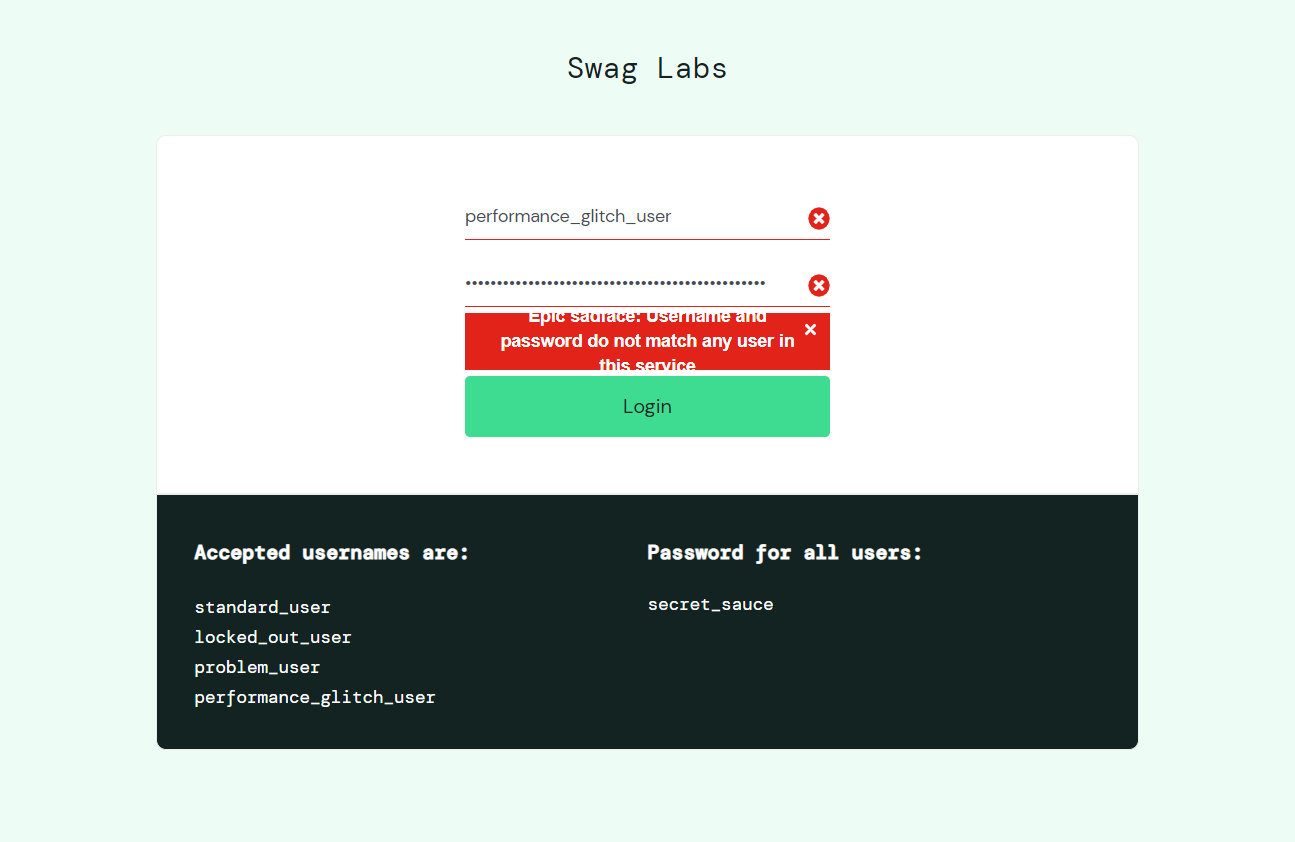 Swag Labs
performance_glitch_user
••••••••••••••••••••••••••••••••••••••••••••••••
Epic sadface: Username and
password do not match any user in
this service
Login
Accepted usernames are:
Password for all users:
standard_user
secret_sauce
locked_out_user
problem_user
performance_glitch_user